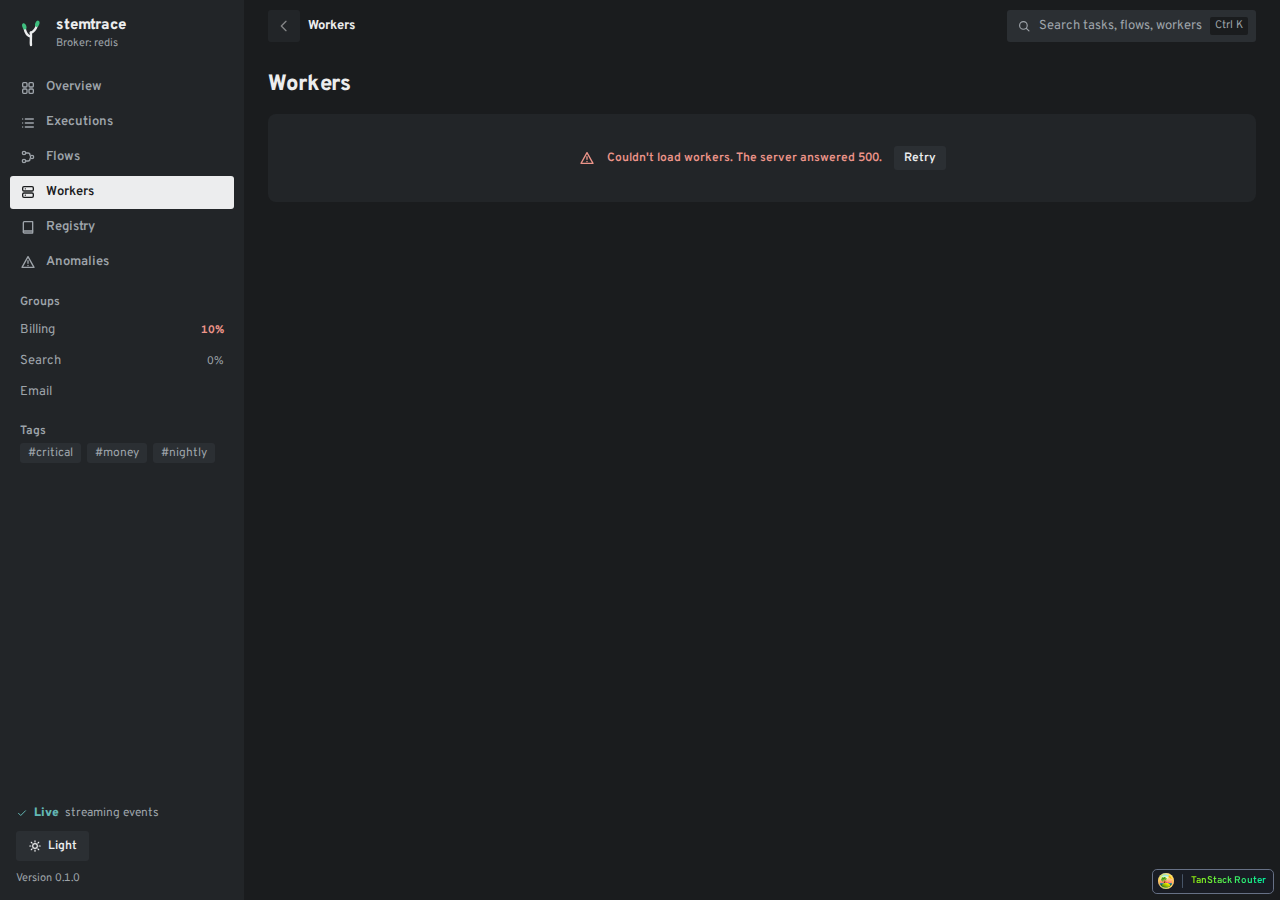 stemtrace
Broker: redis
Overview
Executions
Flows
Workers
Registry
Anomalies
Groups
Billing 10%
Search 0%
Email
Tags
#critical #money #nightly
Live streaming events
Light
Version 0.1.0
Workers
Search tasks, flows, workers Ctrl K
Workers
Couldn't load workers. The server answered 500. Retry
TanStack Router